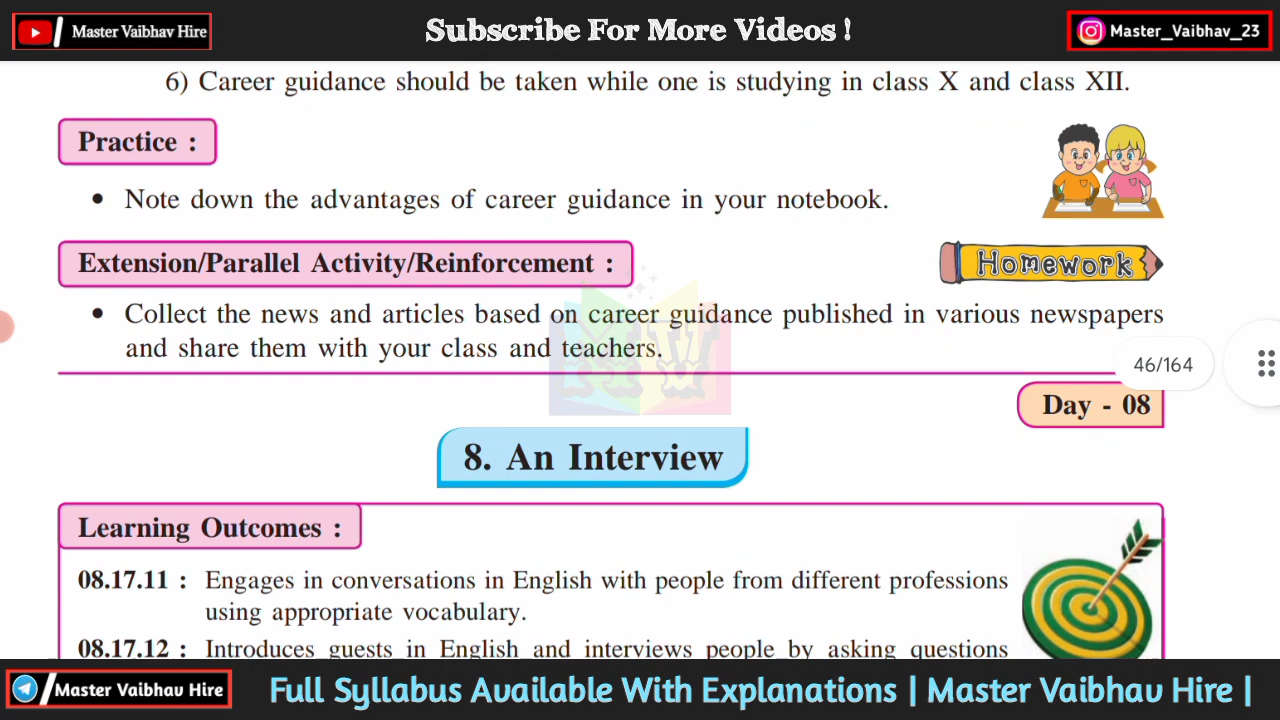 Master Vaibhav Hire
Subscribe For More Videos !
Master_Vaibhav_23
6) Career guidance should be taken while one is studying in class X and class XII.
Practice :
• Note down the advantages of career guidance in your notebook.
Extension/Parallel Activity/Reinforcement :
Homework
• Collect the news and articles based on career guidance published in various newspapers
and share them with your class and teachers.
46/164
Day - 08
8. An Interview
Learning Outcomes :
08.17.11 : Engages in conversations in English with people from different professions
using appropriate vocabulary.
08.17.12 : Introduces guests in English and interviews people by asking questions
Master Vaibhav Hire
Full Syllabus Available With Explanations | Master Vaibhav Hire |